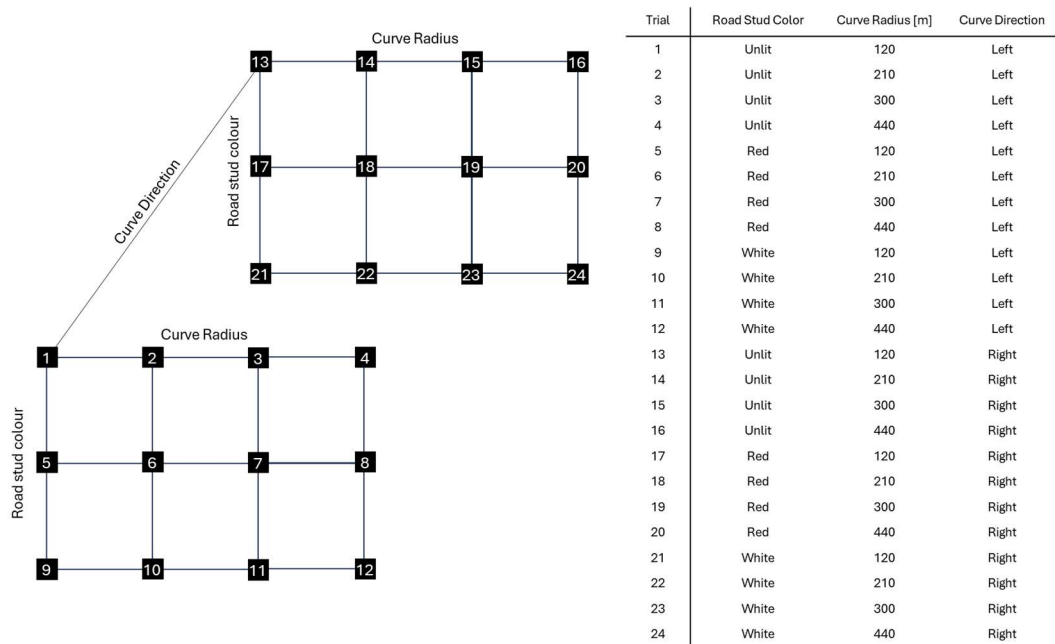 Curve Radius
13 14 15 16
Road stud colour
17 18 19 20
21 22 23 24
Curve Direction
Curve Radius
1 2 3 4
Road stud colour
5 6 7 8
9 10 11 12
Trial Road Stud Color Curve Radius [m] Curve Direction
1 Unlit 120 Left
2 Unlit 210 Left
3 Unlit 300 Left
4 Unlit 440 Left
5 Red 120 Left
6 Red 210 Left
7 Red 300 Left
8 Red 440 Left
9 White 120 Left
10 White 210 Left
11 White 300 Left
12 White 440 Left
13 Unlit 120 Right
14 Unlit 210 Right
15 Unlit 300 Right
16 Unlit 440 Right
17 Red 120 Right
18 Red 210 Right
19 Red 300 Right
20 Red 440 Right
21 White 120 Right
22 White 210 Right
23 White 300 Right
24 White 440 Right